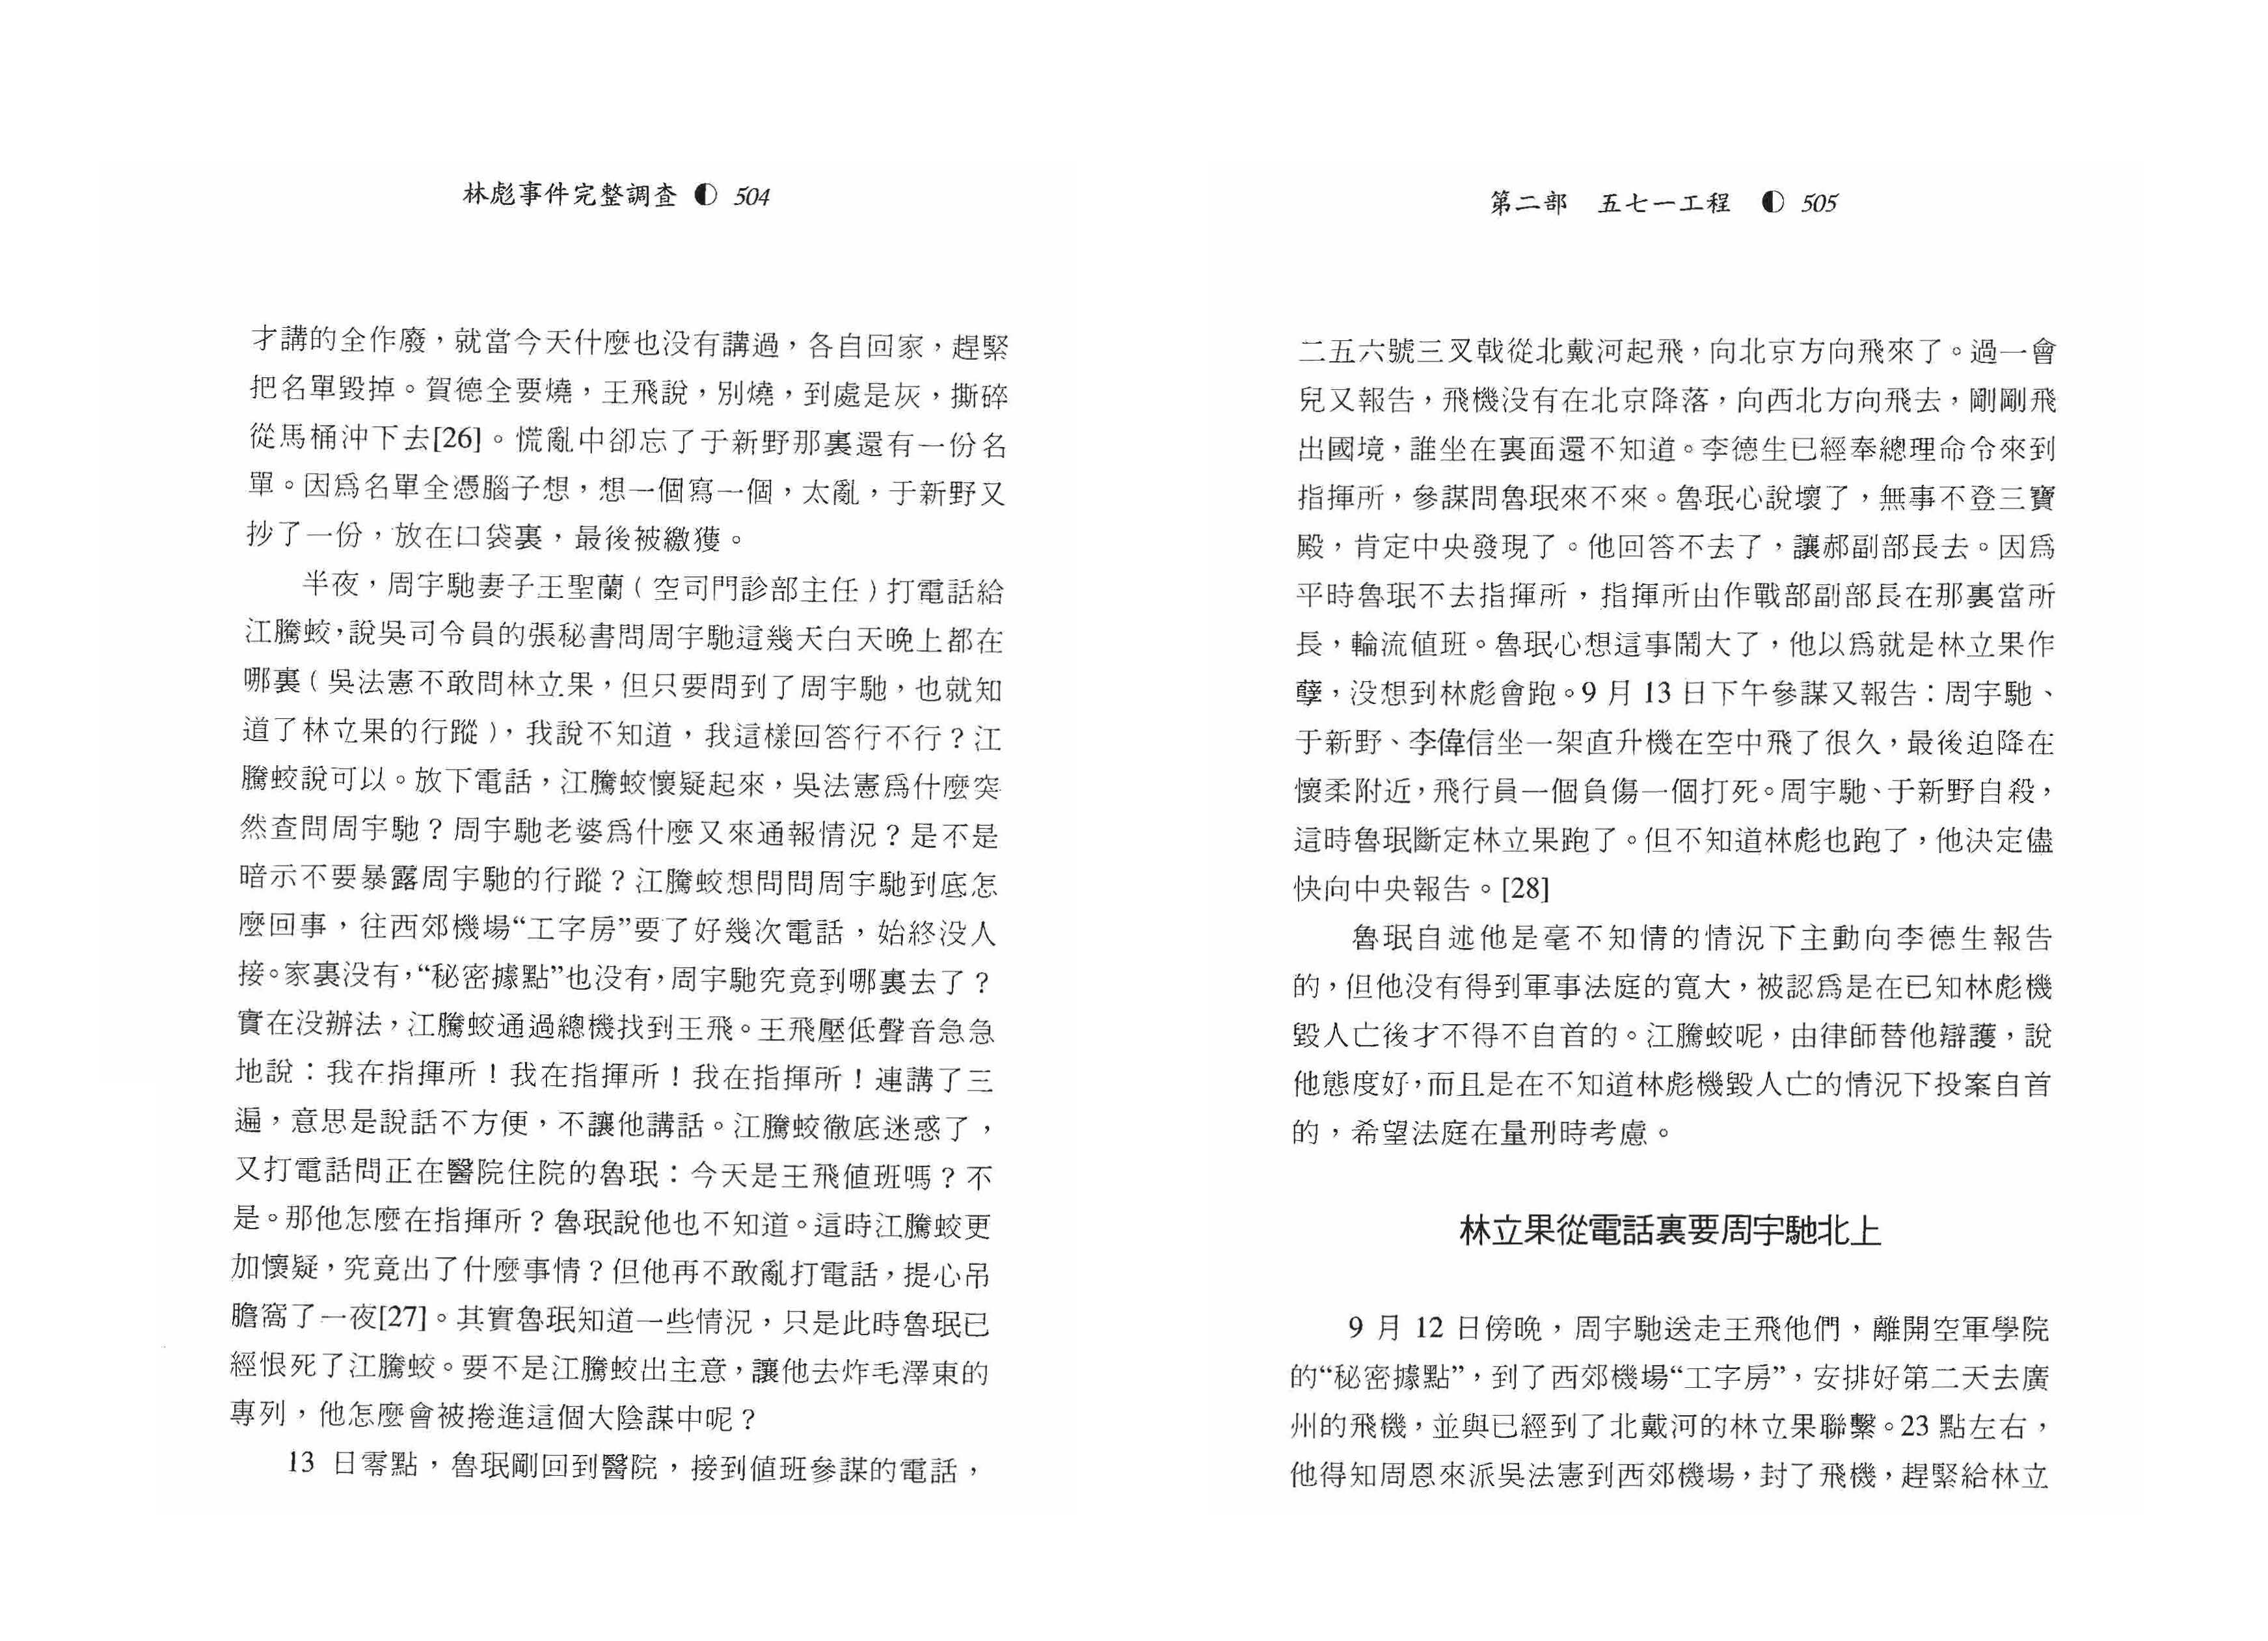 林彪事件完整調查 ◐ 504
才講的全作廢，就當今天什麼也没有講過，各自回家，趕緊
把名單毀掉。賀德全要燒，王飛說，別燒，到處是灰，撕碎
從馬桶沖下去[26]。慌亂中卻忘了于新野那裏還有一份名
單。因爲名單全憑腦子想，想一個寫一個，太亂，于新野又
抄了一份，放在口袋裏，最後被繳獲。
半夜，周宇馳妻子王聖蘭（空司門診部主任）打電話給
江騰蛟，說吳司令員的張秘書問周宇馳這幾天白天晚上都在
哪裏（吳法憲不敢問林立果，但只要問到了周宇馳，也就知
道了林立果的行蹤），我說不知道，我這樣回答行不行？江
騰蛟說可以。放下電話，江騰蛟懷疑起來，吳法憲爲什麼突
然查問周宇馳？周宇馳老婆爲什麼又來通報情況？是不是
暗示不要暴露周宇馳的行蹤？江騰蛟想問問周宇馳到底怎
麼回事，往西郊機場“工字房”要了好幾次電話，始終没人
接。家裏没有，“秘密據點”也没有，周宇馳究竟到哪裏去了？
實在没辦法，江騰蛟通過總機找到王飛。王飛壓低聲音急急
地說：我在指揮所！我在指揮所！我在指揮所！連講了三
遍，意思是說話不方便，不讓他講話。江騰蛟徹底迷惑了，
又打電話問正在醫院住院的魯珉：今天是王飛值班嗎？不
是。那他怎麼在指揮所？魯珉說他也不知道。這時江騰蛟更
加懷疑，究竟出了什麼事情？但他再不敢亂打電話，提心吊
膽窩了一夜[27]。其實魯珉知道一些情況，只是此時魯珉已
經恨死了江騰蛟。要不是江騰蛟出主意，讓他去炸毛澤東的
專列，他怎麼會被捲進這個大陰謀中呢？
13 日零點，魯珉剛回到醫院，接到值班參謀的電話，
第二部 五七一工程 ◐ 505
二五六號三叉戟從北戴河起飛，向北京方向飛來了。過一會
兒又報告，飛機没有在北京降落，向西北方向飛去，剛剛飛
出國境，誰坐在裏面還不知道。李德生已經奉總理命令來到
指揮所，參謀問魯珉來不來。魯珉心說壞了，無事不登三寶
殿，肯定中央發現了。他回答不去了，讓郝副部長去。因爲
平時魯珉不去指揮所，指揮所由作戰部副部長在那裏當所
長，輪流值班。魯珉心想這事鬧大了，他以爲就是林立果作
孽，没想到林彪會跑。9 月 13 日下午參謀又報告：周宇馳、
于新野、李偉信坐一架直升機在空中飛了很久，最後迫降在
懷柔附近，飛行員一個負傷一個打死。周宇馳、于新野自殺，
這時魯珉斷定林立果跑了。但不知道林彪也跑了，他決定儘
快向中央報告。[28]
魯珉自述他是毫不知情的情況下主動向李德生報告
的，但他没有得到軍事法庭的寬大，被認爲是在已知林彪機
毀人亡後才不得不自首的。江騰蛟呢，由律師替他辯護，說
他態度好，而且是在不知道林彪機毀人亡的情況下投案自首
的，希望法庭在量刑時考慮。
林立果從電話裏要周宇馳北上
9 月 12 日傍晚，周宇馳送走王飛他們，離開空軍學院
的“秘密據點”，到了西郊機場“工字房”，安排好第二天去廣
州的飛機，並與已經到了北戴河的林立果聯繫。23 點左右，
他得知周恩來派吳法憲到西郊機場，封了飛機，趕緊給林立